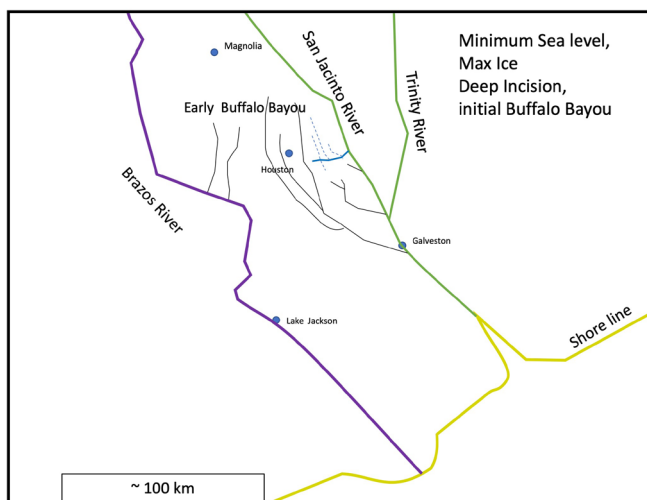 Minimum Sea level,
Max Ice
Deep Incision,
initial Buffalo Bayou
Magnolia
San Jacinto River
Trinity River
Early Buffalo Bayou
Houston
Brazos River
Galveston
Lake Jackson
Shore line
~ 100 km